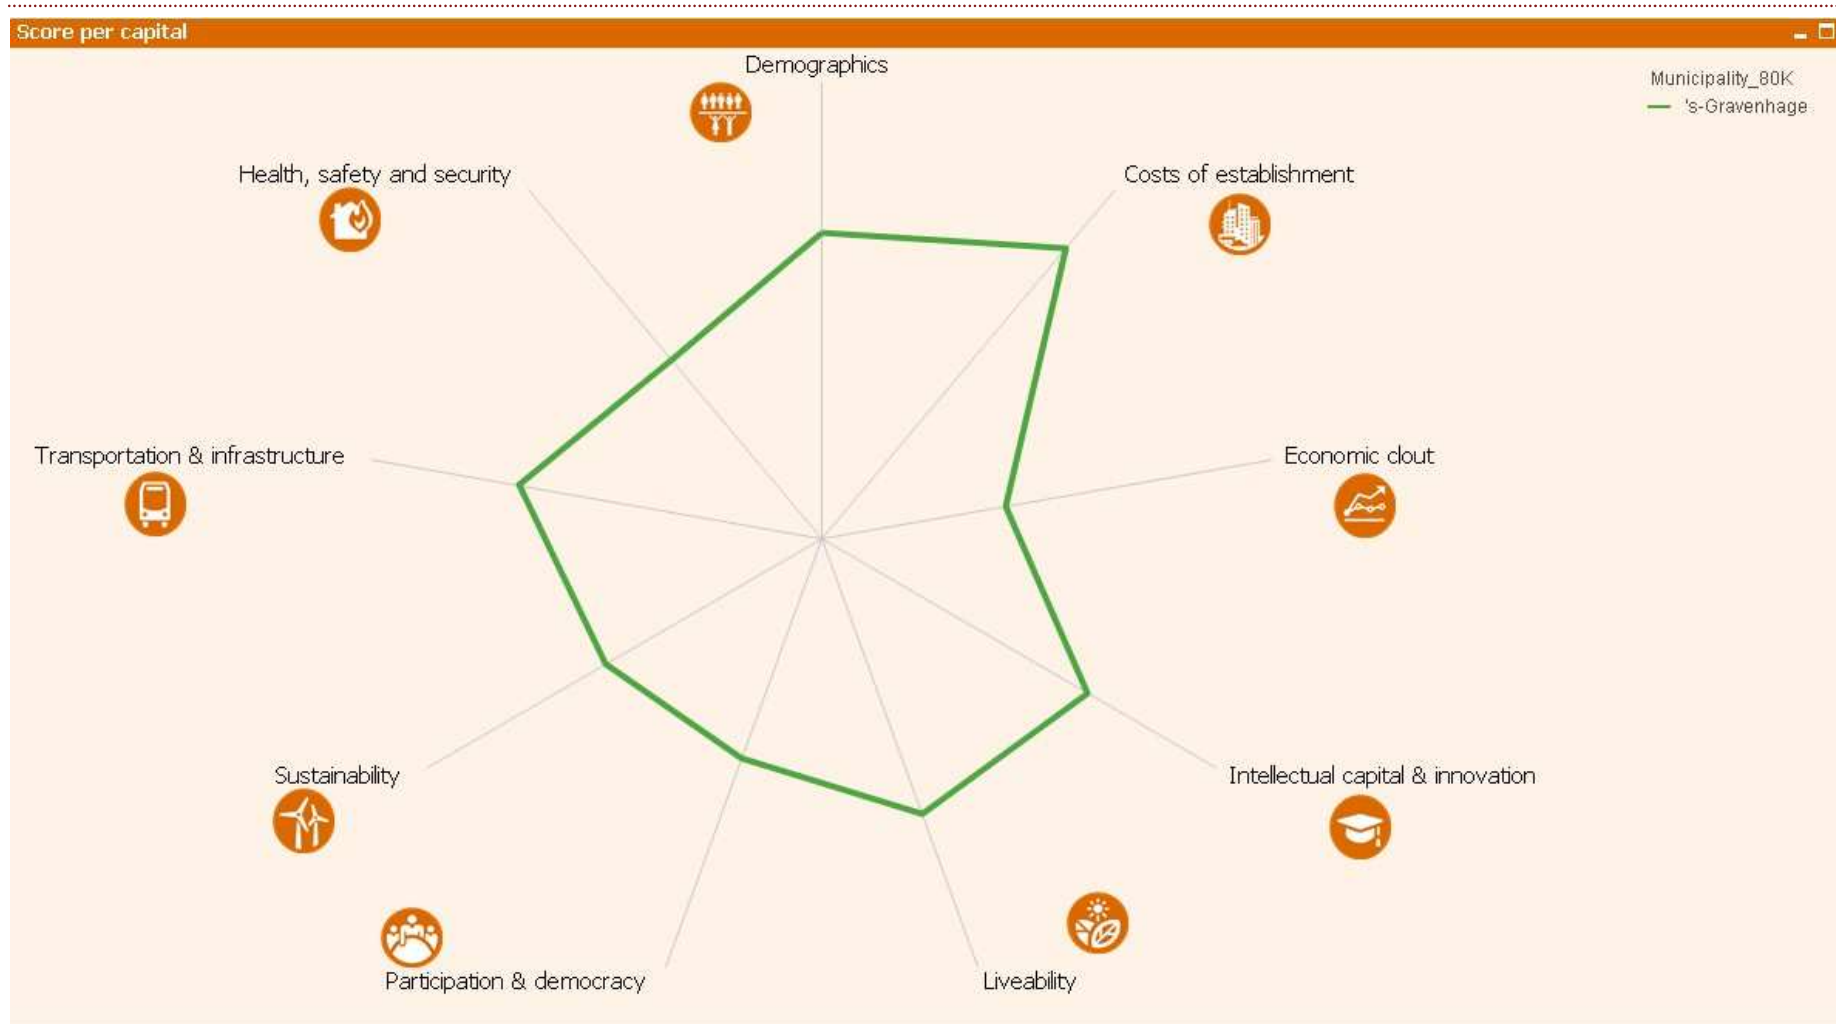 Score per capital
Demographics
Municipality_80K
's-Gravenhage
Health, safety and security
Costs of establishment
Transportation & infrastructure
Economic clout
Sustainability
Intellectual capital & innovation
Participation & democracy
Liveability